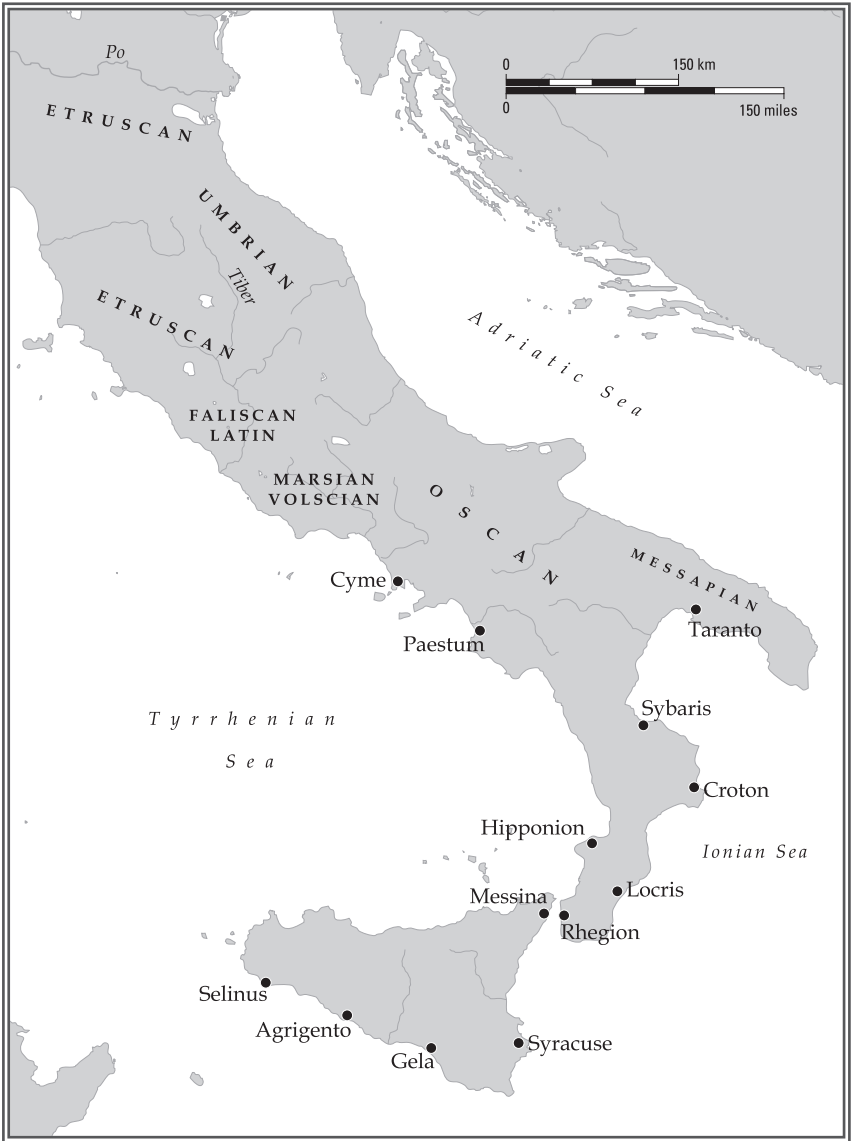 Po
0 150 km
0 150 miles
ETRUSCAN
UMBRIAN
Tiber
ETRUSCAN
Adriatic Sea
FALISCAN
LATIN
MARSIAN
VOLSCIAN
OSCAN
MESSAPIAN
Cyme
Taranto
Paestum
Sybaris
Tyrrhenian
Sea
Croton
Hipponion
Ionian Sea
Locris
Messina
Rhegion
Selinus
Agrigento
Syracuse
Gela